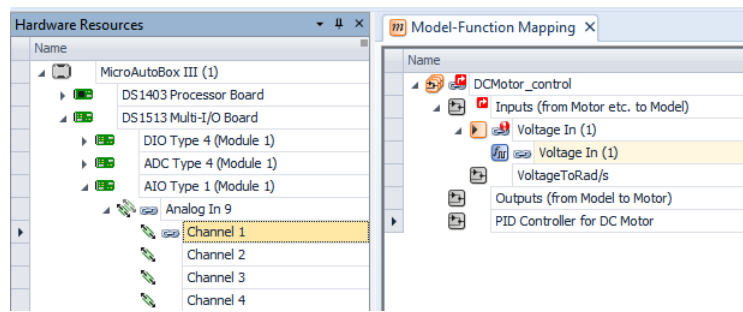 Hardware Resources
Name
MicroAutoBox III (1)
DS1403 Processor Board
DS1513 Multi-I/O Board
DIO Type 4 (Module 1)
ADC Type 4 (Module 1)
AIO Type 1 (Module 1)
Analog In 9
Channel 1
Channel 2
Channel 3
Channel 4
m Model-Function Mapping
Name
DCMotor_control
Inputs (from Motor etc. to Model)
Voltage In (1)
Voltage In (1)
VoltageToRad/s
Outputs (from Model to Motor)
PID Controller for DC Motor